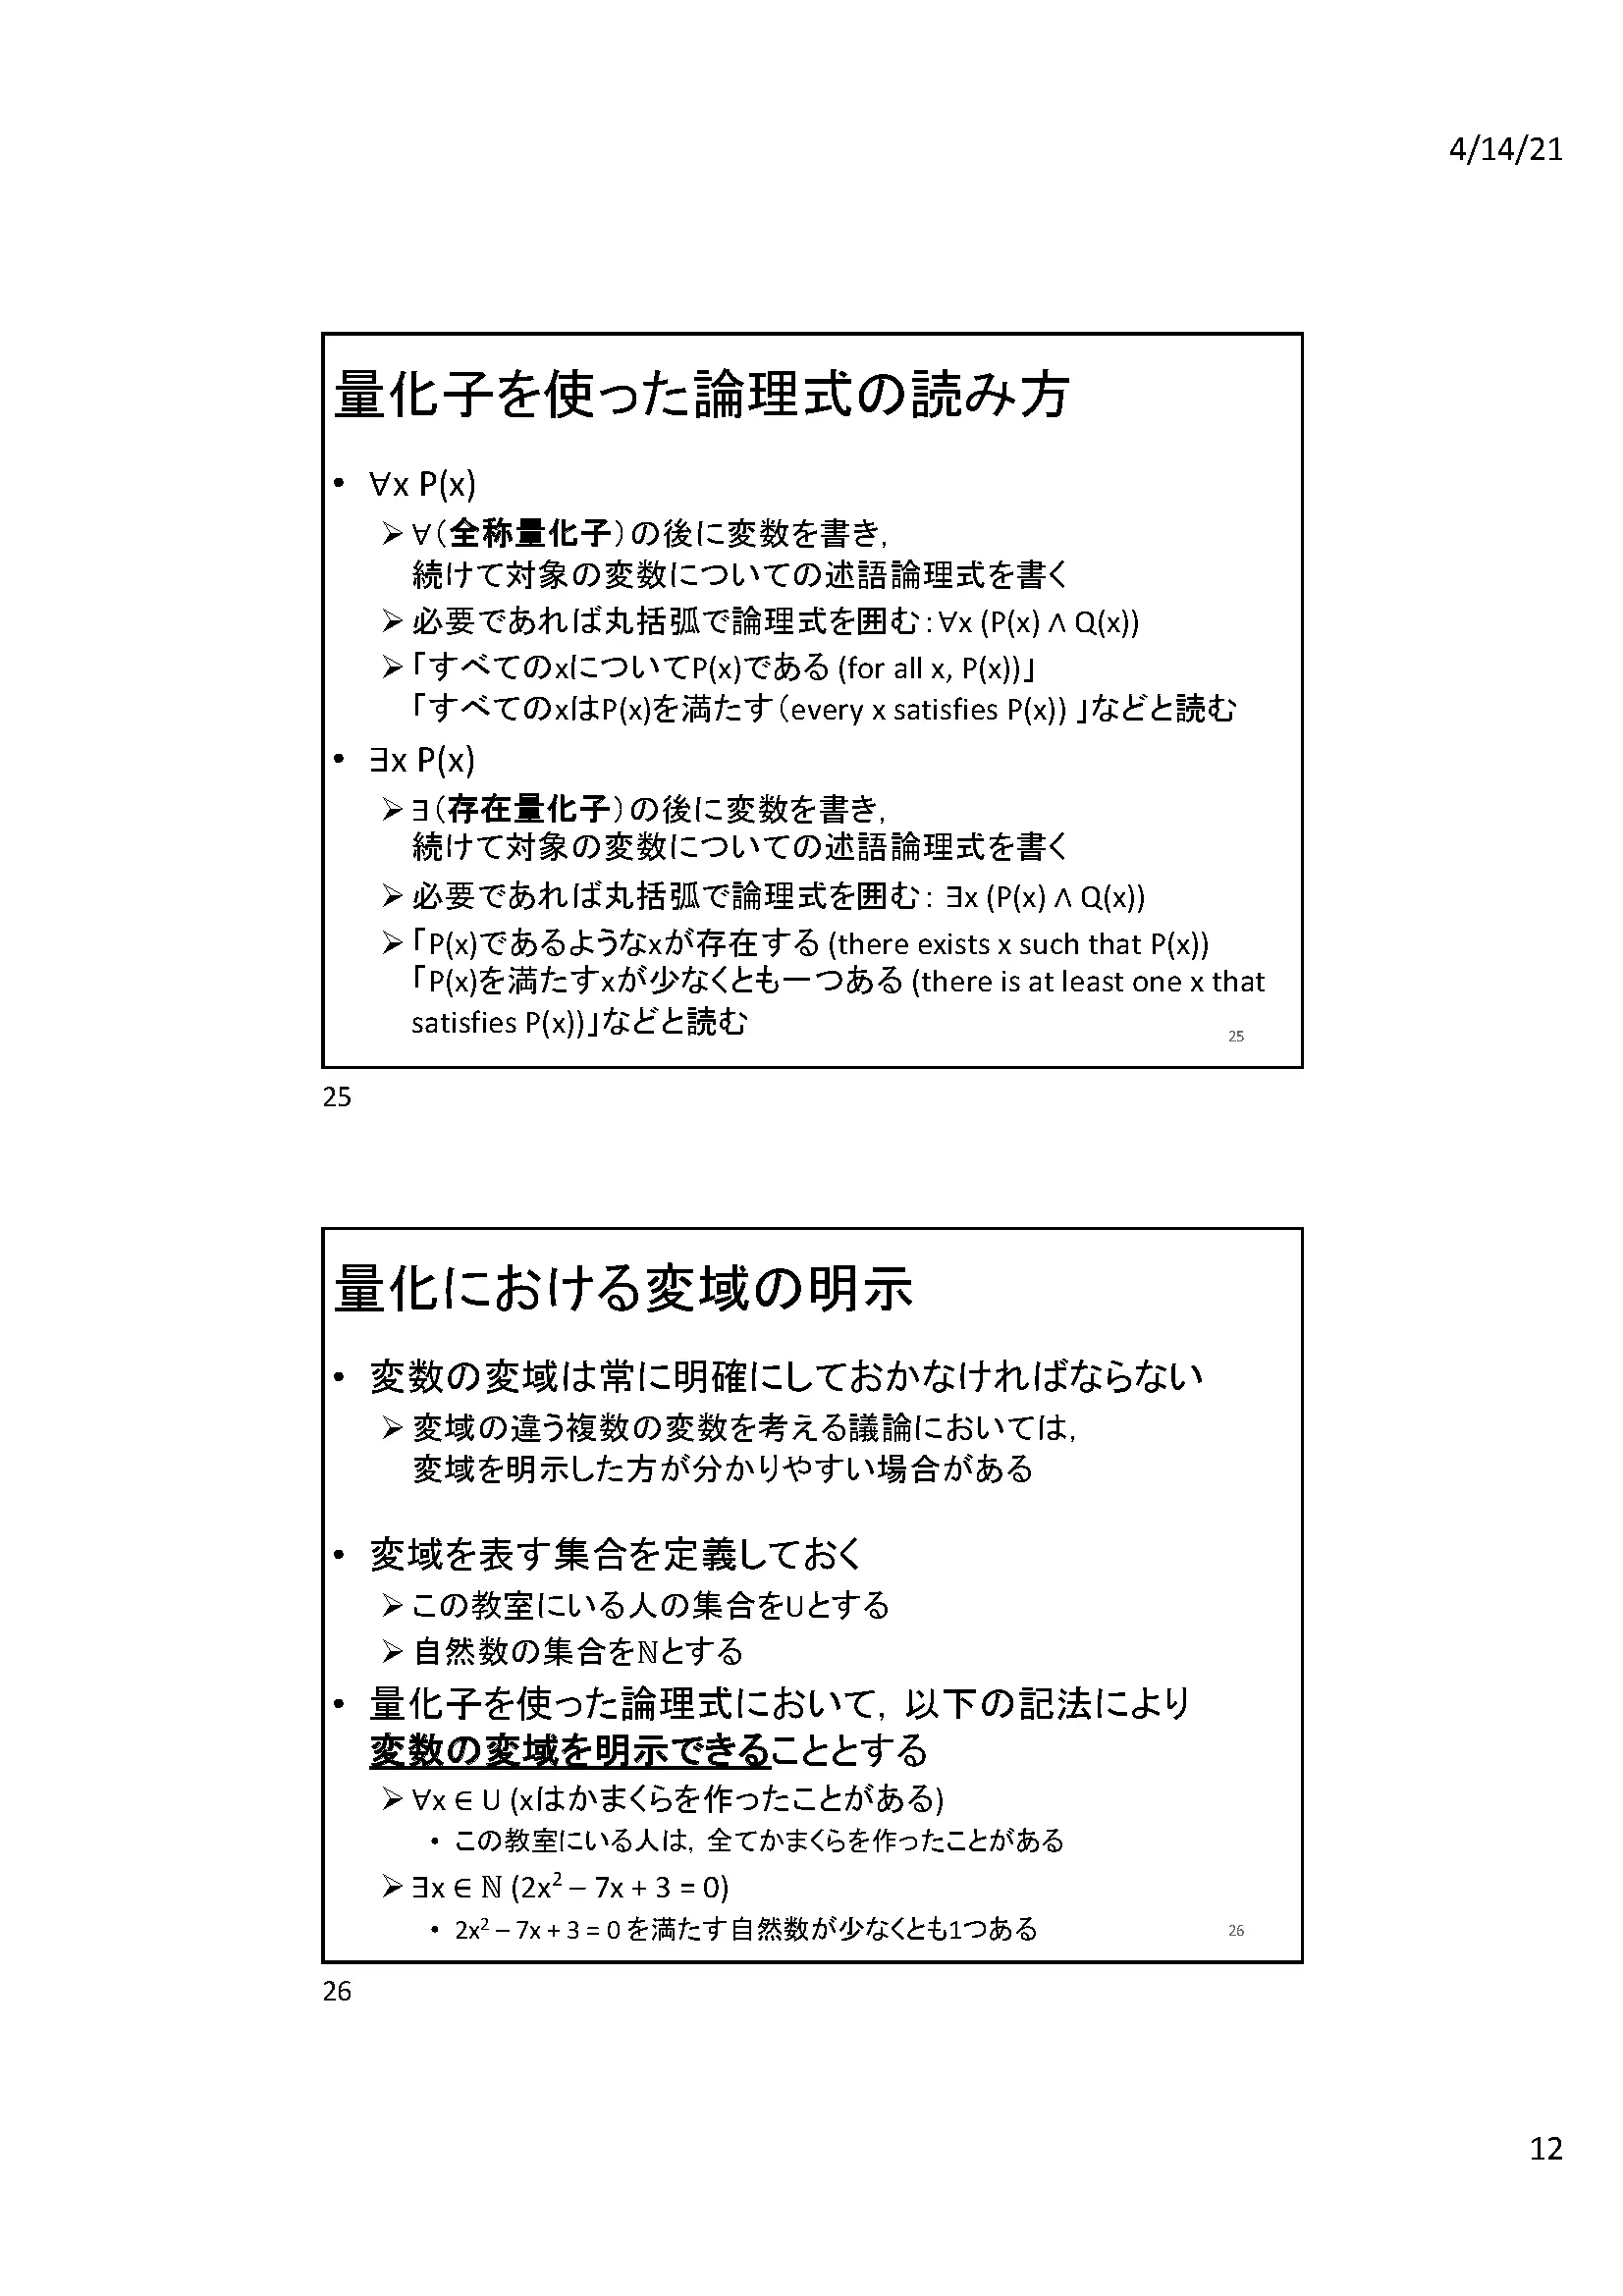 4/14/21
量化子を使った論理式の読み方
• ∀x P(x)
➢ ∀（全称量化子）の後に変数を書き，
続けて対象の変数についての述語論理式を書く
➢ 必要であれば丸括弧で論理式を囲む：∀x (P(x) ∧ Q(x))
➢ 「すべてのxについてP(x)である (for all x, P(x))」
「すべてのxはP(x)を満たす（every x satisfies P(x)) 」などと読む
• ∃x P(x)
➢ ∃（存在量化子）の後に変数を書き，
続けて対象の変数についての述語論理式を書く
➢ 必要であれば丸括弧で論理式を囲む： ∃x (P(x) ∧ Q(x))
➢ 「P(x)であるようなxが存在する (there exists x such that P(x))
「P(x)を満たすxが少なくとも一つある (there is at least one x that
satisfies P(x))」などと読む
25
25
量化における変域の明示
• 変数の変域は常に明確にしておかなければならない
➢ 変域の違う複数の変数を考える議論においては，
変域を明示した方が分かりやすい場合がある
• 変域を表す集合を定義しておく
➢ この教室にいる人の集合をUとする
➢ 自然数の集合をℕとする
• 量化子を使った論理式において，以下の記法により
変数の変域を明示できることとする
➢ ∀x ∈ U (xはかまくらを作ったことがある)
• この教室にいる人は，全てかまくらを作ったことがある
➢ ∃x ∈ ℕ (2x² – 7x + 3 = 0)
• 2x² – 7x + 3 = 0 を満たす自然数が少なくとも1つある
26
26
12